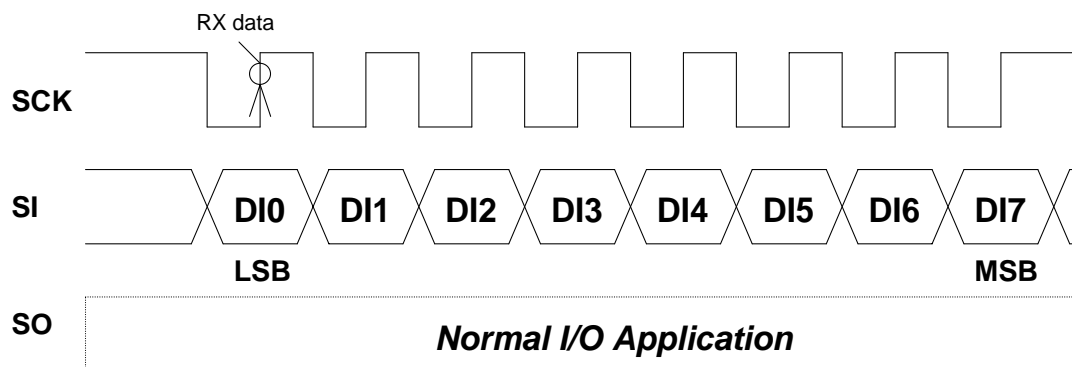 RX data
SCK
SI DI0 DI1 DI2 DI3 DI4 DI5 DI6 DI7
LSB MSB
SO Normal I/O Application